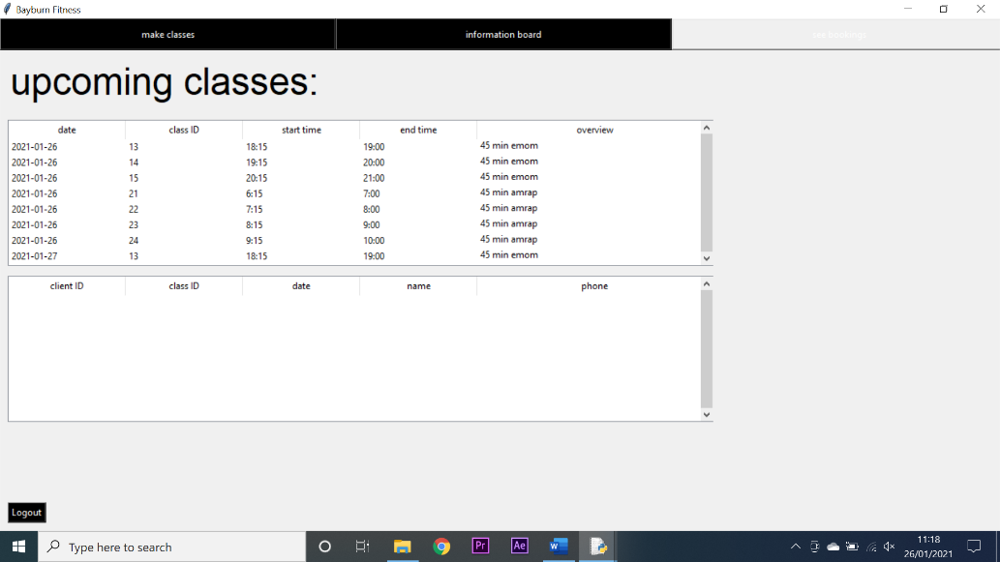 Bayburn Fitness
make classes information board see bookings
upcoming classes:
date class ID start time end time overview
2021-01-26 13 18:15 19:00 45 min emom
2021-01-26 14 19:15 20:00 45 min emom
2021-01-26 15 20:15 21:00 45 min emom
2021-01-26 21 6:15 7:00 45 min amrap
2021-01-26 22 7:15 8:00 45 min amrap
2021-01-26 23 8:15 9:00 45 min amrap
2021-01-26 24 9:15 10:00 45 min amrap
2021-01-27 13 18:15 19:00 45 min emom
client ID class ID date name phone
Logout
Type here to search Pr Ae W 11:18
26/01/2021